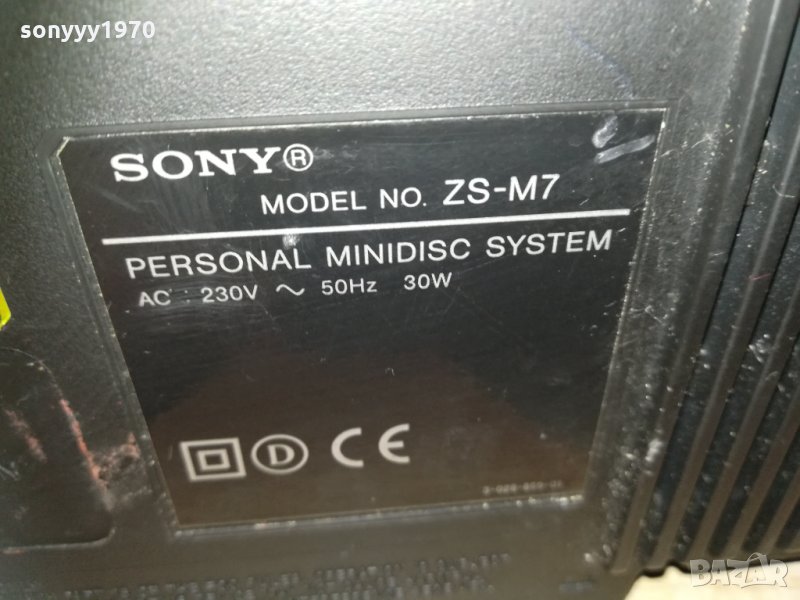 sonyyy1970
SONY®
MODEL NO. ZS-M7
PERSONAL MINIDISC SYSTEM
AC : 230V ~ 50Hz 30W
D CE
BAZAR